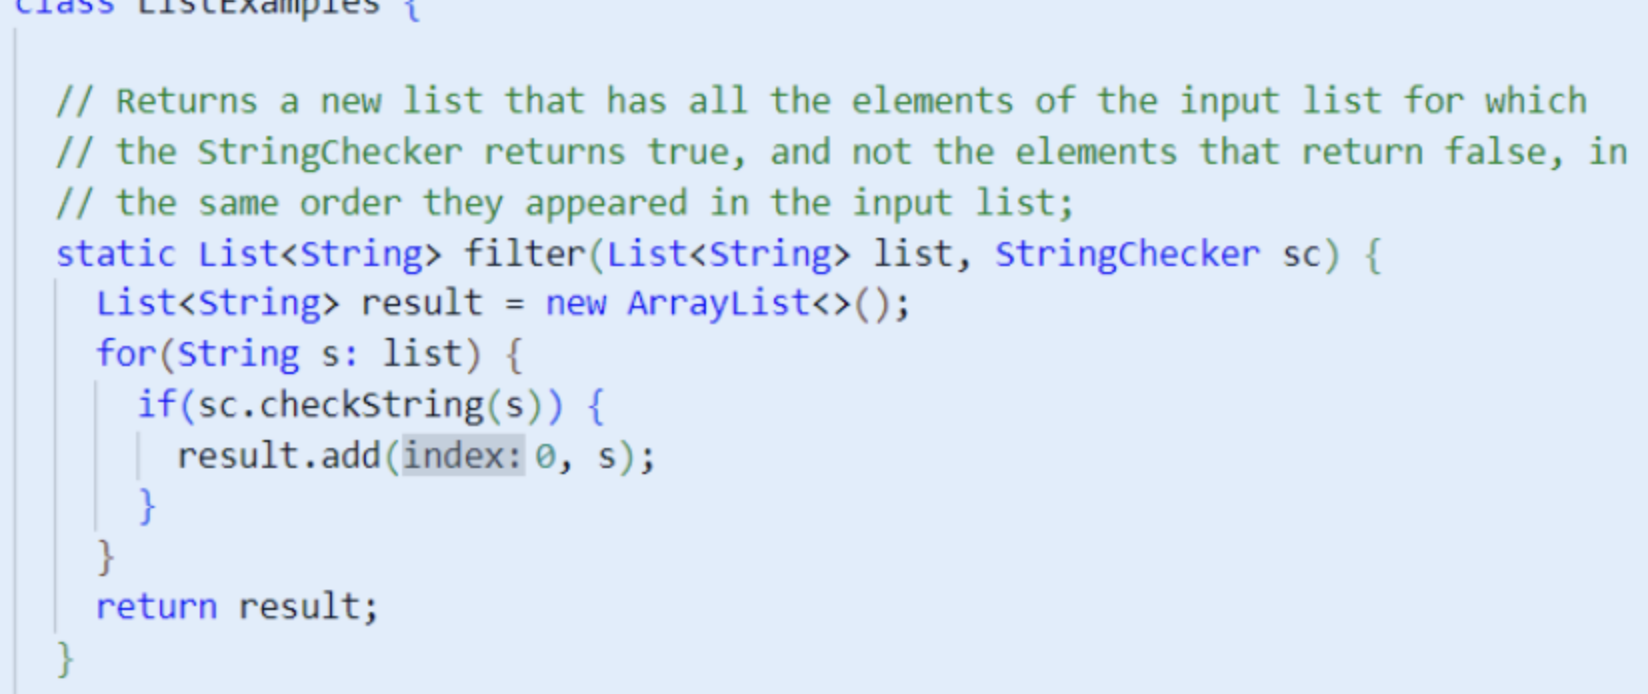 class ListExamples {
// Returns a new list that has all the elements of the input list for which
// the StringChecker returns true, and not the elements that return false, in
// the same order they appeared in the input list;
static List<String> filter(List<String> list, StringChecker sc) {
List<String> result = new ArrayList<>();
for(String s: list) {
if(sc.checkString(s)) {
result.add(index: 0, s);
}
}
return result;
}